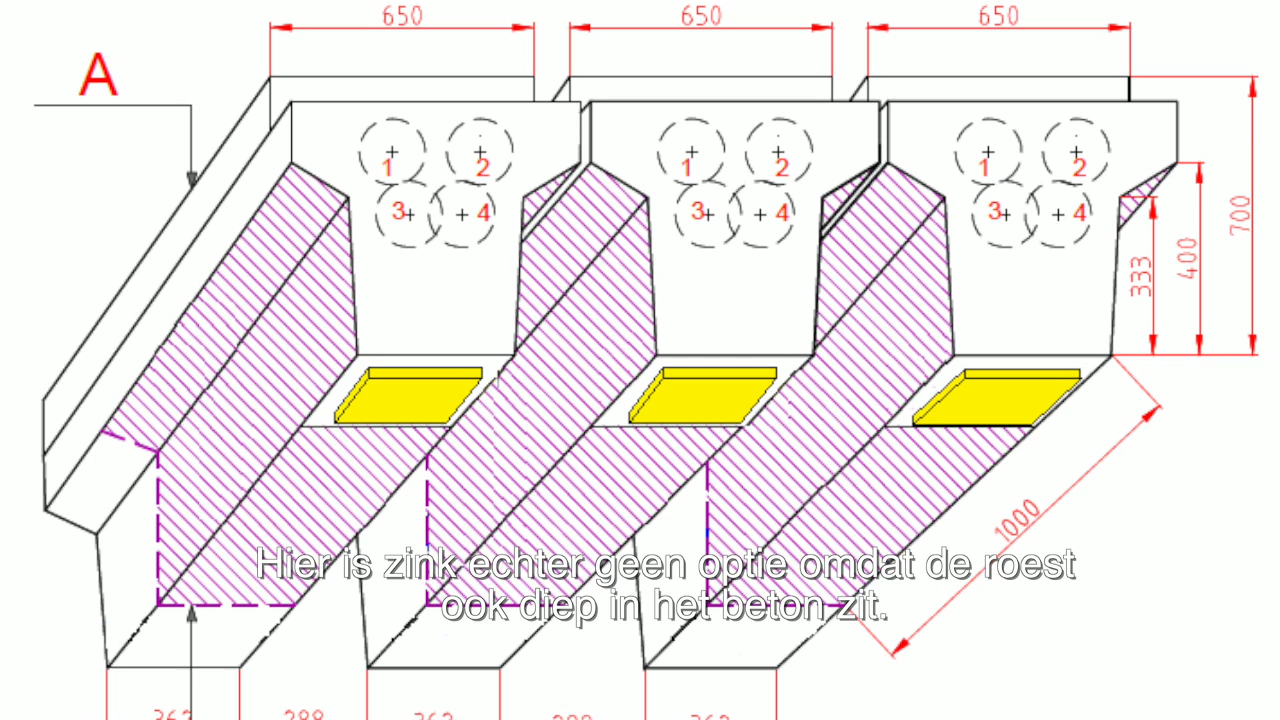 650 650 650
A
1 2 1 2 1 2
3 4 3 4 3 4
700
400
333
1000
Hier is zink echter geen optie omdat de roest
ook diep in het beton zit.